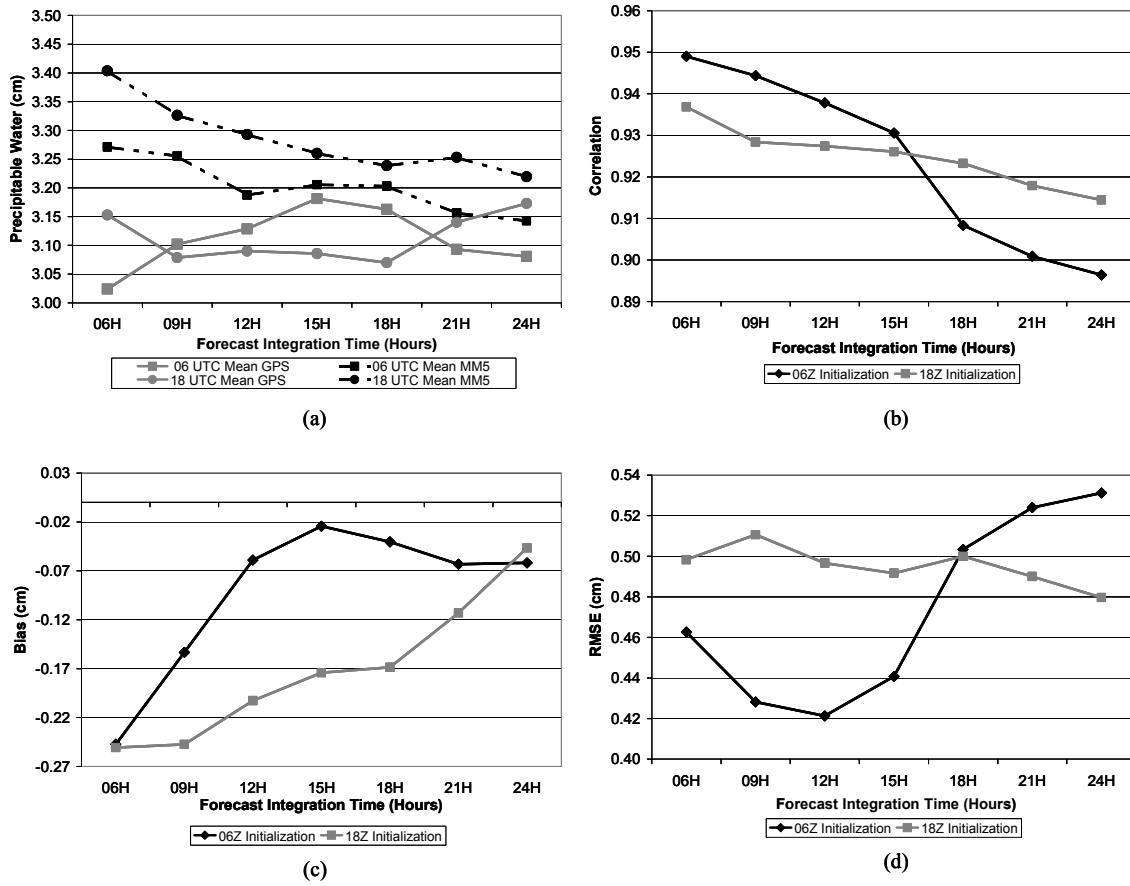 3.50
3.45
3.40
3.35
3.30
3.25
3.20
3.15
3.10
3.05
3.00
Precipitable Water (cm)
06H 09H 12H 15H 18H 21H 24H
Forecast Integration Time (Hours)
06 UTC Mean GPS 06 UTC Mean MM5
18 UTC Mean GPS 18 UTC Mean MM5
(a)
0.96
0.95
0.94
0.93
0.92
0.91
0.90
0.89
Correlation
06H 09H 12H 15H 18H 21H 24H
Forecast Integration Time (Hours)
06Z Initialization 18Z Initialization
(b)
0.03
-0.02
-0.07
-0.12
-0.17
-0.22
-0.27
Bias (cm)
06H 09H 12H 15H 18H 21H 24H
Forecast Integration Time (Hours)
06Z Initialization 18Z Initialization
(c)
0.54
0.52
0.50
0.48
0.46
0.44
0.42
0.40
RMSE (cm)
06H 09H 12H 15H 18H 21H 24H
Forecast Integration Time (Hours)
06Z Initialization 18Z Initialization
(d)